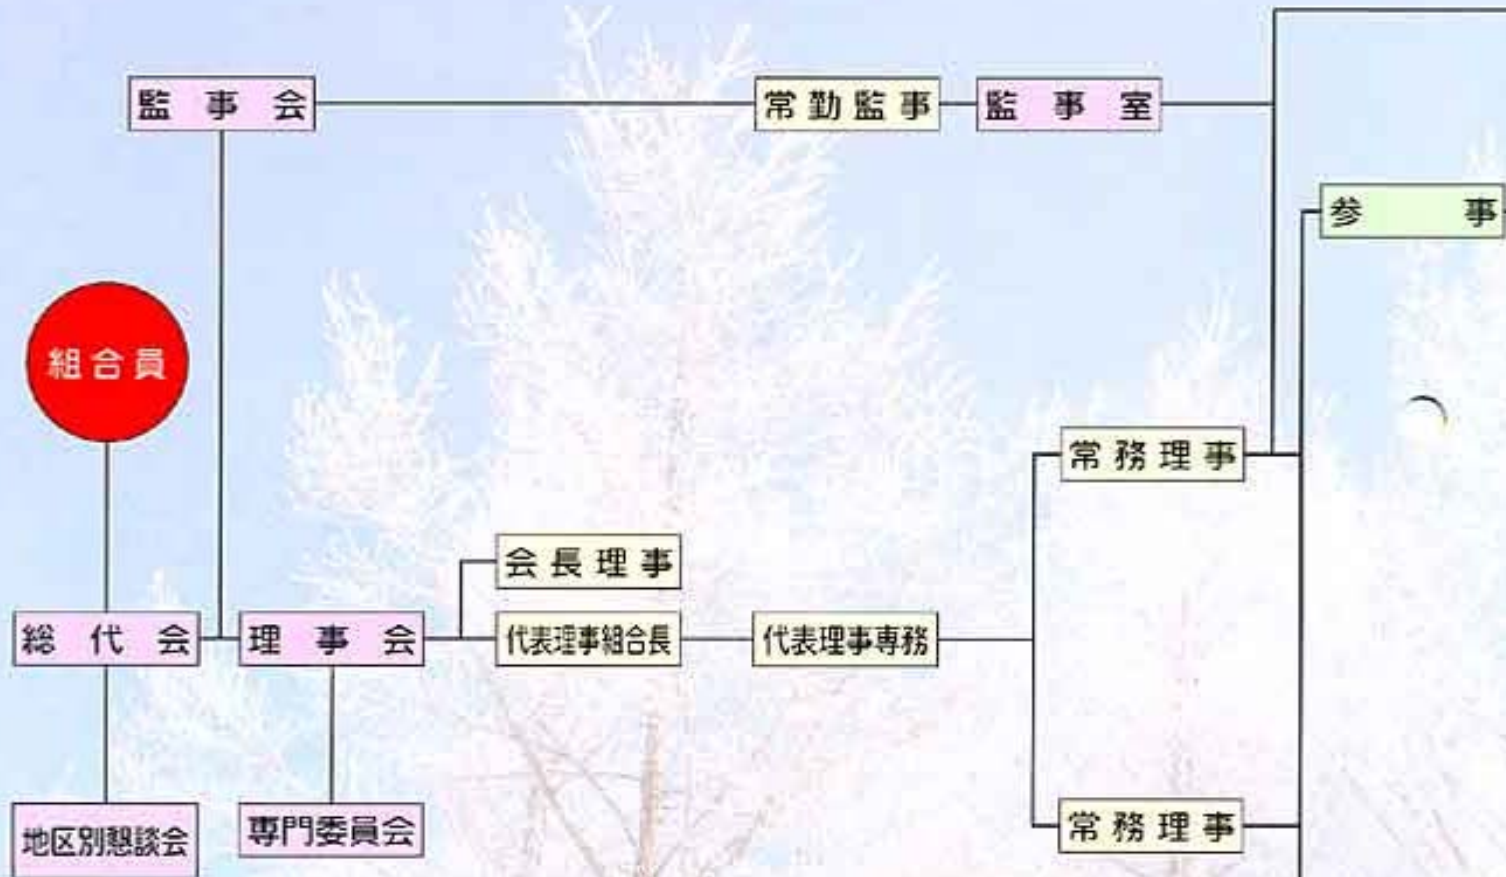 監事会
常勤監事
監事室
参事
組合員
常務理事
会長理事
総代会
理事会
代表理事組合長
代表理事専務
地区別懇談会
専門委員会
常務理事